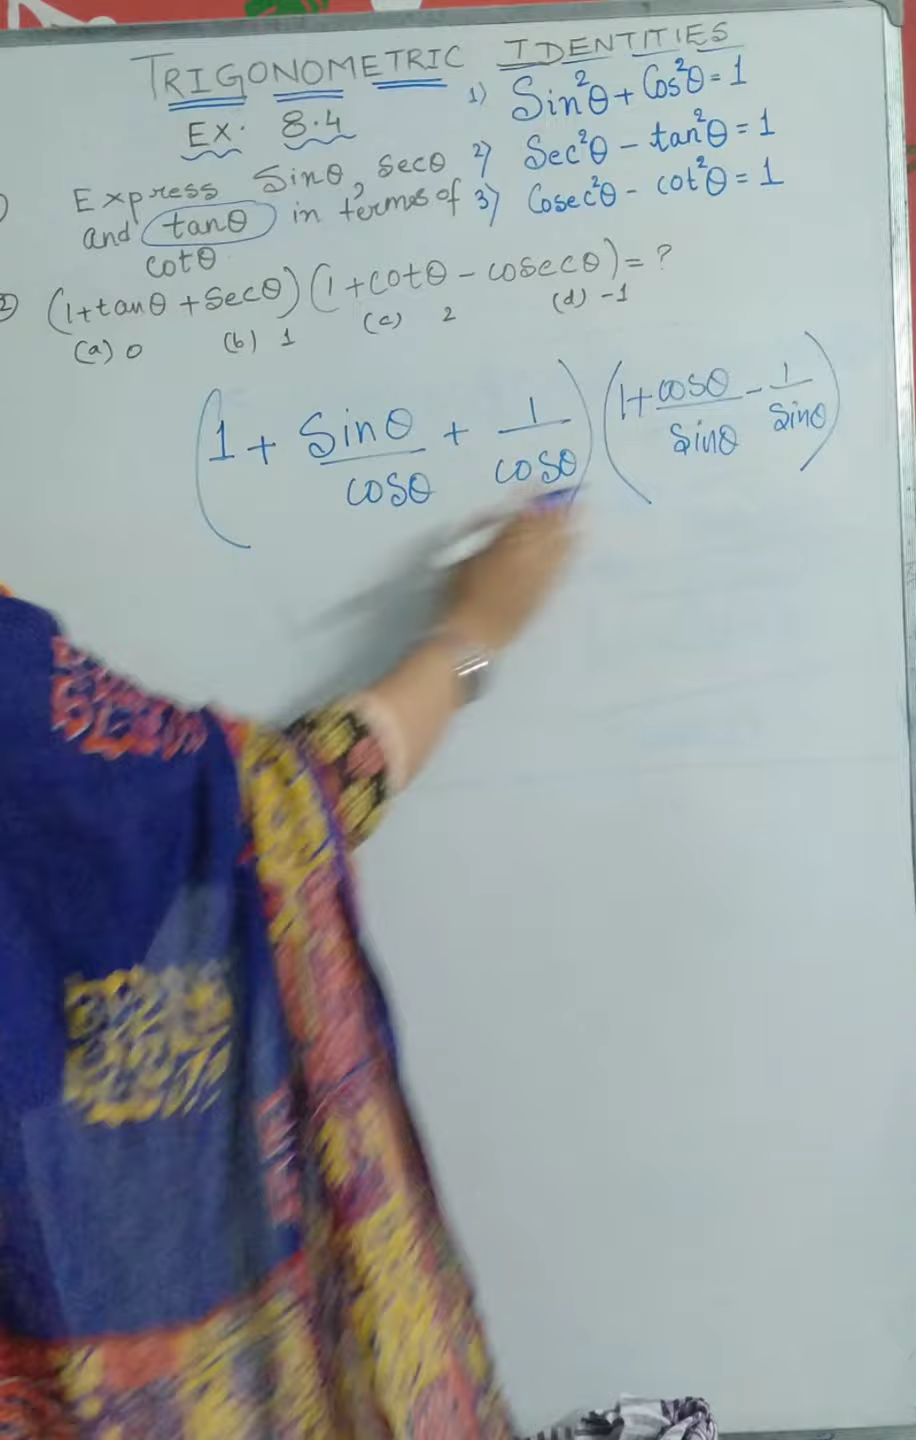 TRIGONOMETRIC IDENTITIES
Ex: 8.4
1) Sin²θ + Cos²θ = 1
2) Sec²θ - tan²θ = 1
3) Cosec²θ - cot²θ = 1
Express Sinθ, secθ
and tanθ in terms of
cotθ
2) (1+tanθ + secθ) (1+cotθ - cosecθ) = ?
(a) 0 (b) 1 (c) 2 (d) -1
(1 + Sinθ/cosθ + 1/cosθ) (1 + cosθ/sinθ - 1/sinθ)